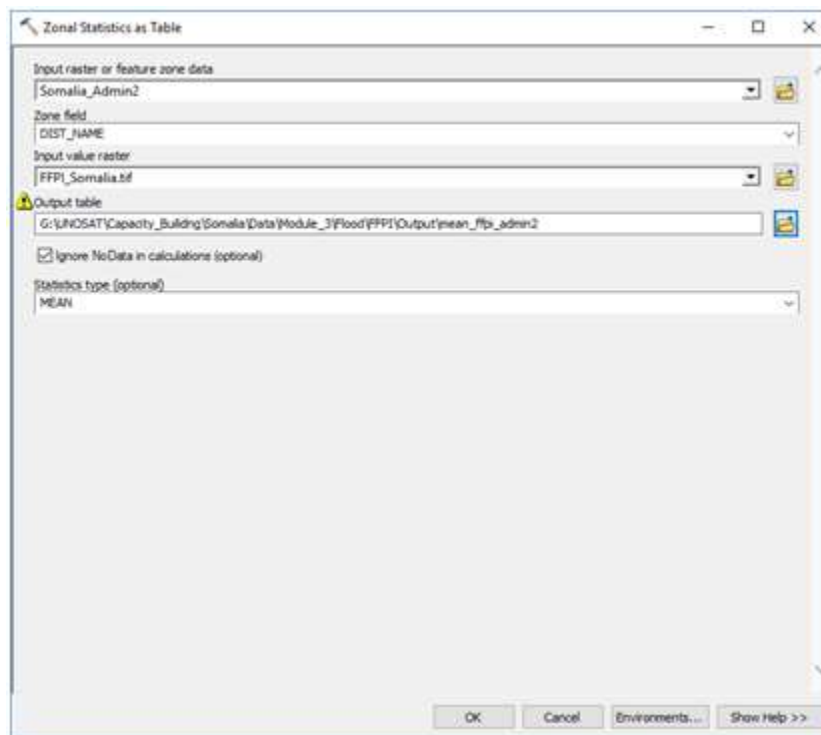 Zonal Statistics as Table
Input raster or feature zone data
Somalia_Admin2
Zone field
DIST_NAME
Input value raster
FFPI_Somalia.tif
Output table
G:\UNOSAT\Capacity_Buildng\Somalia\Data\Module_3\Flood\FFPI\Output\mean_ffpi_admin2
Ignore NoData in calculations (optional)
Statistics type (optional)
MEAN
OK Cancel Environments... Show Help >>